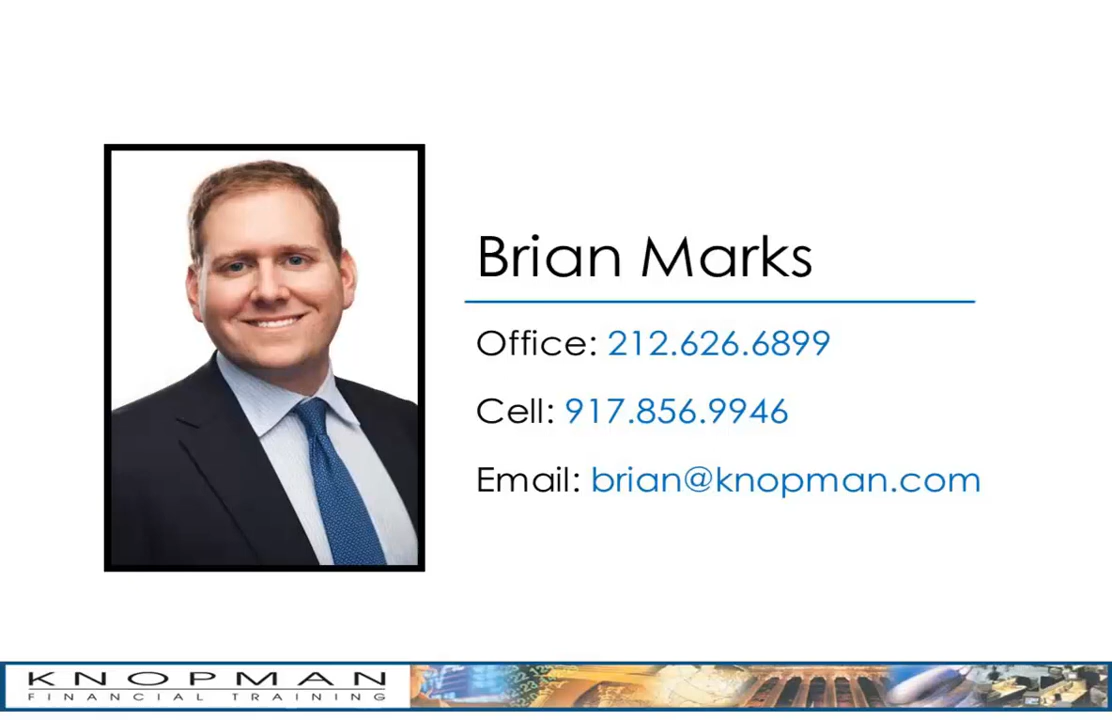 Brian Marks
Office: 212.626.6899
Cell: 917.856.9946
Email: brian@knopman.com
KNOPMAN
FINANCIAL TRAINING